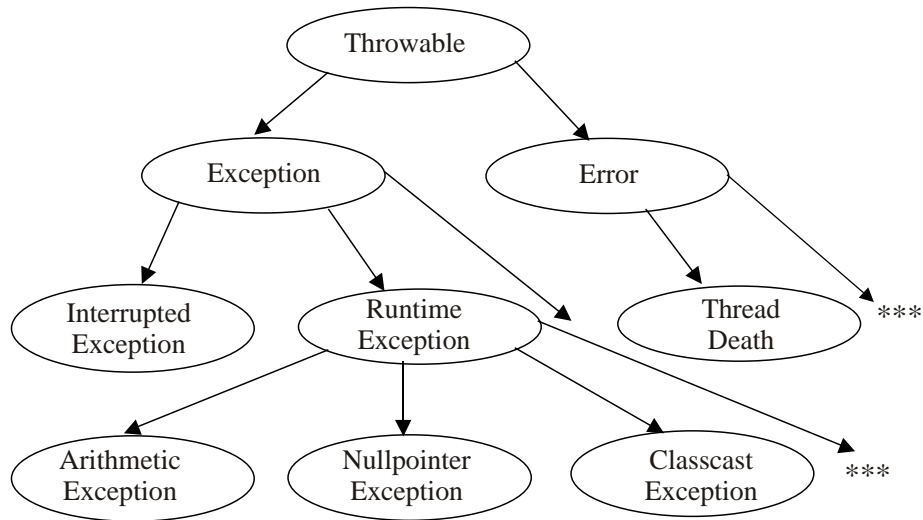 Throwable
Exception
Error
Interrupted
Exception
Runtime
Exception
Thread
Death
***
Arithmetic
Exception
Nullpointer
Exception
Classcast
Exception
***